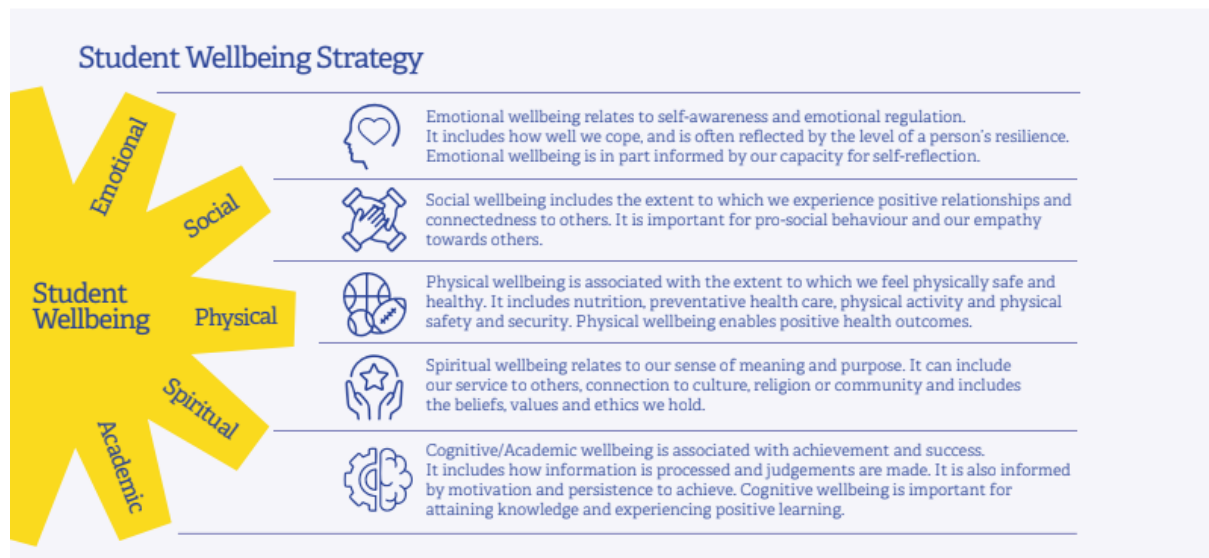 Student Wellbeing Strategy
Emotional
Emotional wellbeing relates to self-awareness and emotional regulation.
It includes how well we cope, and is often reflected by the level of a person's resilience.
Emotional wellbeing is in part informed by our capacity for self-reflection.
Social
Social wellbeing includes the extent to which we experience positive relationships and
connectedness to others. It is important for pro-social behaviour and our empathy
towards others.
Student
Wellbeing
Physical
Physical wellbeing is associated with the extent to which we feel physically safe and
healthy. It includes nutrition, preventative health care, physical activity and physical
safety and security. Physical wellbeing enables positive health outcomes.
Spiritual
Spiritual wellbeing relates to our sense of meaning and purpose. It can include
our service to others, connection to culture, religion or community and includes
the beliefs, values and ethics we hold.
Academic
Cognitive/Academic wellbeing is associated with achievement and success.
It includes how information is processed and judgements are made. It is also informed
by motivation and persistence to achieve. Cognitive wellbeing is important for
attaining knowledge and experiencing positive learning.